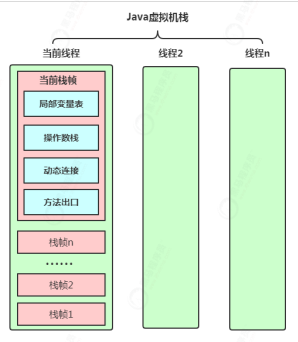 Java虚拟机栈
当前线程 线程2 线程n
当前栈帧
局部变量表
操作数栈
动态连接
方法出口
栈帧n
······
栈帧2
栈帧1